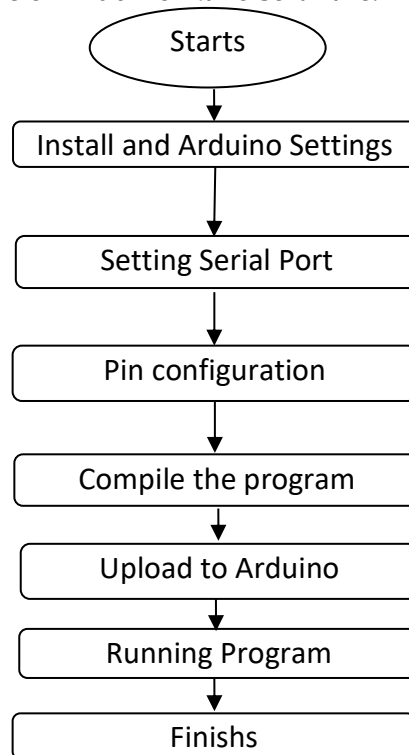 Starts
Install and Arduino Settings
Setting Serial Port
Pin configuration
Compile the program
Upload to Arduino
Running Program
Finishs